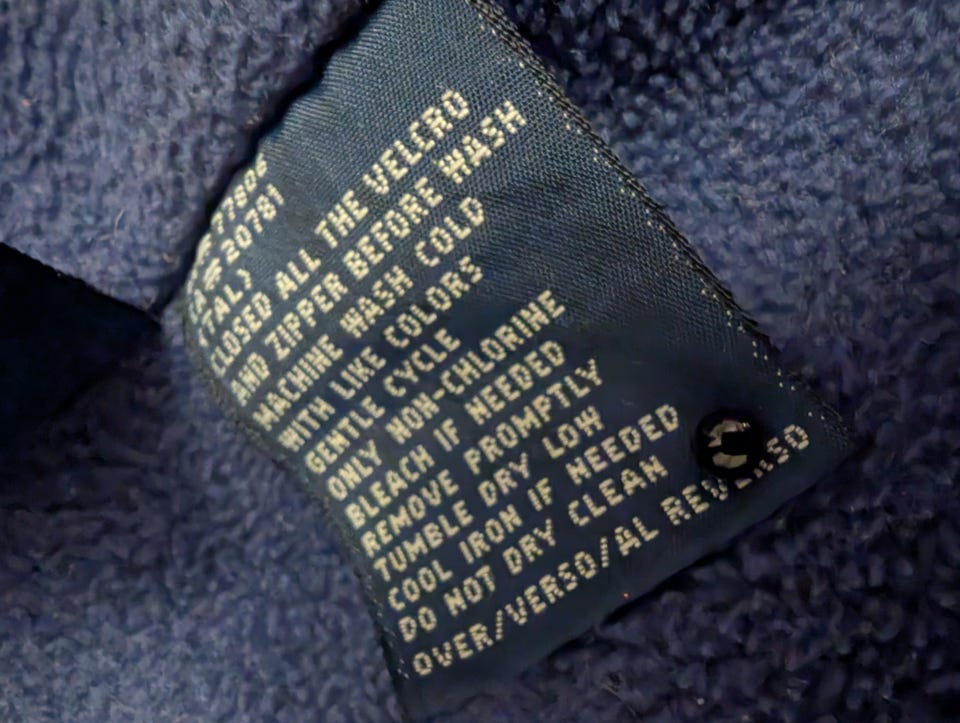 20701
CLOSED ALL THE VELCRO
AND ZIPPER BEFORE WASH
MACHINE WASH COLD
WITH LIKE COLORS
GENTLE CYCLE
ONLY NON-CHLORINE
BLEACH IF NEEDED
REMOVE PROMPTLY
TUMBLE DRY LOW
COOL IRON IF NEEDED
DO NOT DRY CLEAN
OVER/VERSO/AL REVERSO